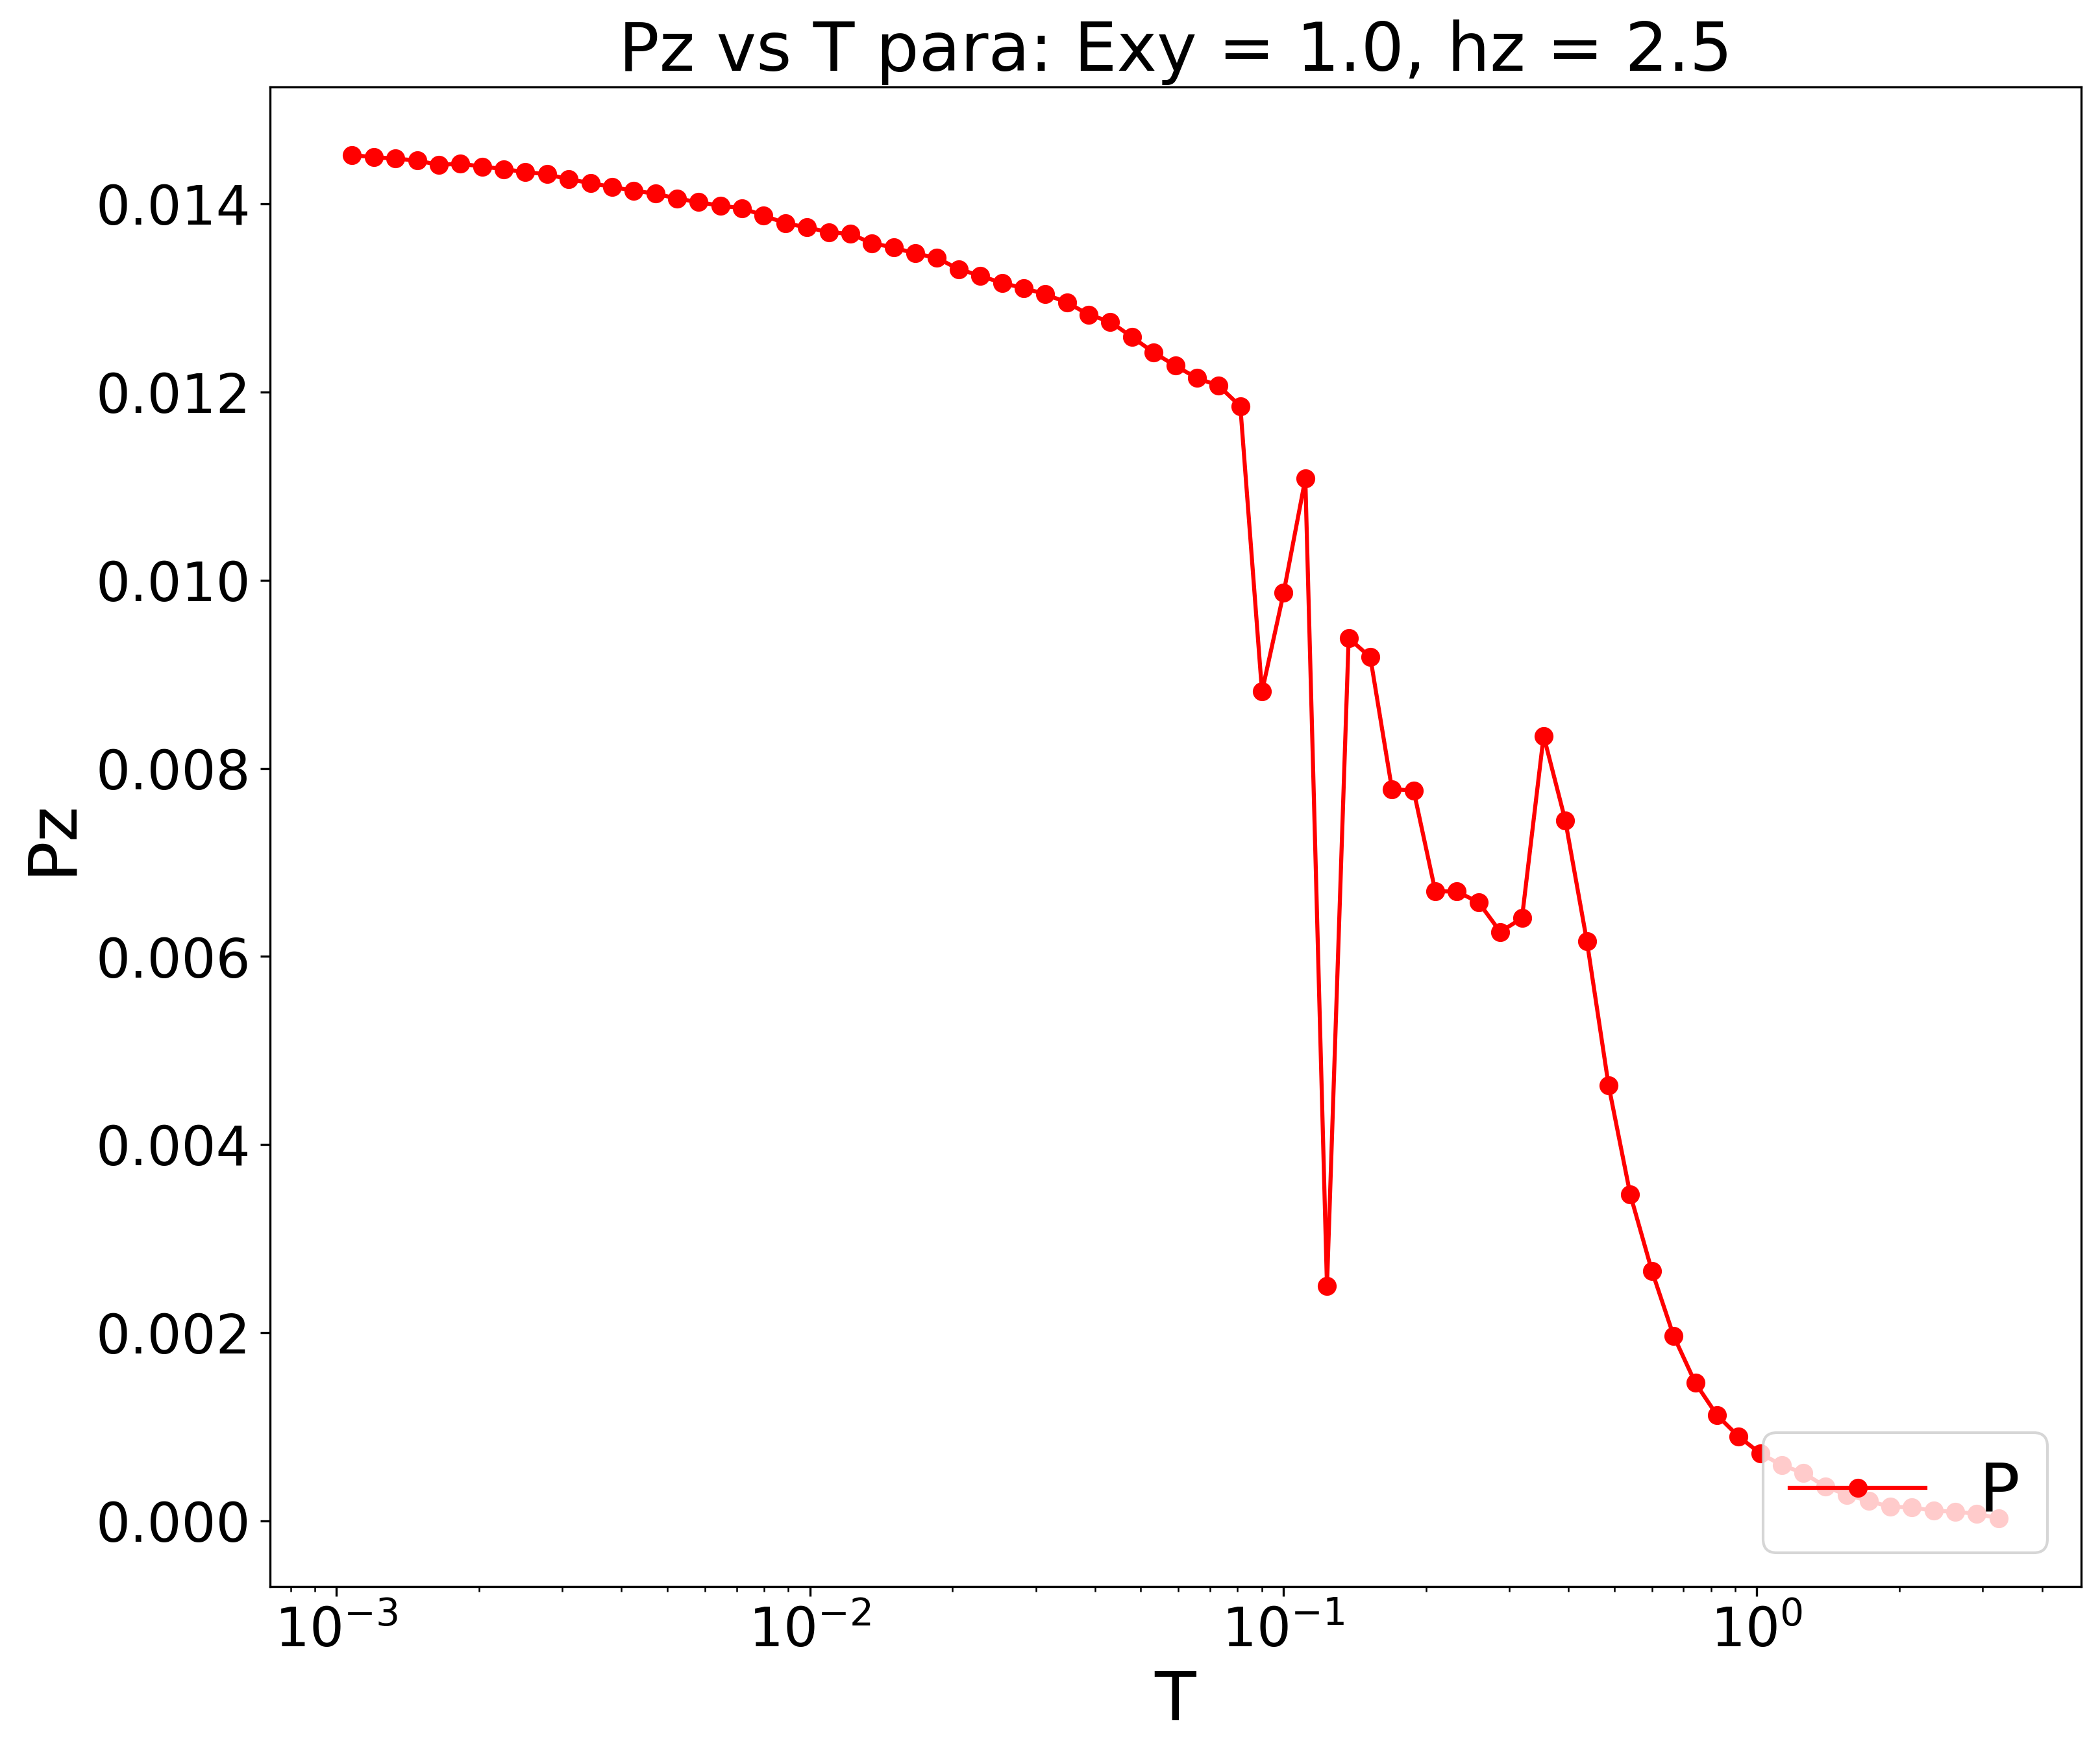 Pz vs T para: Exy = 1.0, hz = 2.5
0.014
0.012
0.010
0.008
0.006
0.004
0.002
0.000
Pz
P
10⁻³ 10⁻² 10⁻¹ 10⁰
T